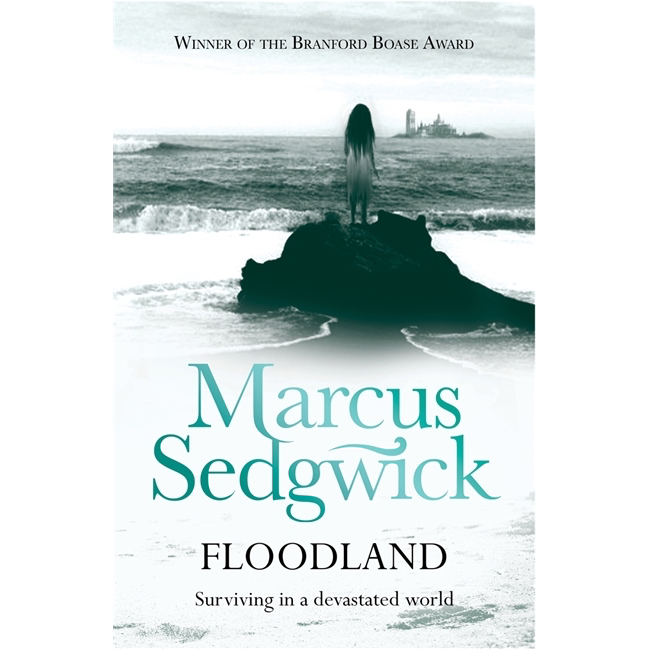 Winner of the Branford Boase Award
Marcus
Sedgwick
FLOODLAND
Surviving in a devastated world